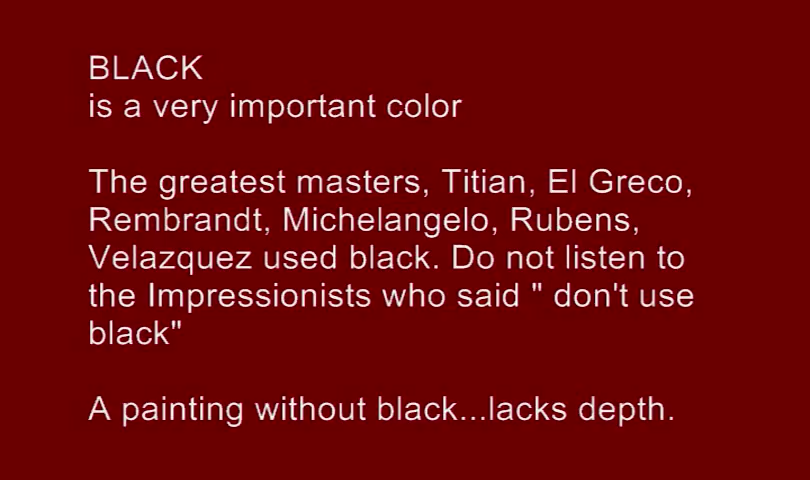 BLACK
is a very important color
The greatest masters, Titian, El Greco,
Rembrandt, Michelangelo, Rubens,
Velazquez used black. Do not listen to
the Impressionists who said " don't use
black"
A painting without black...lacks depth.